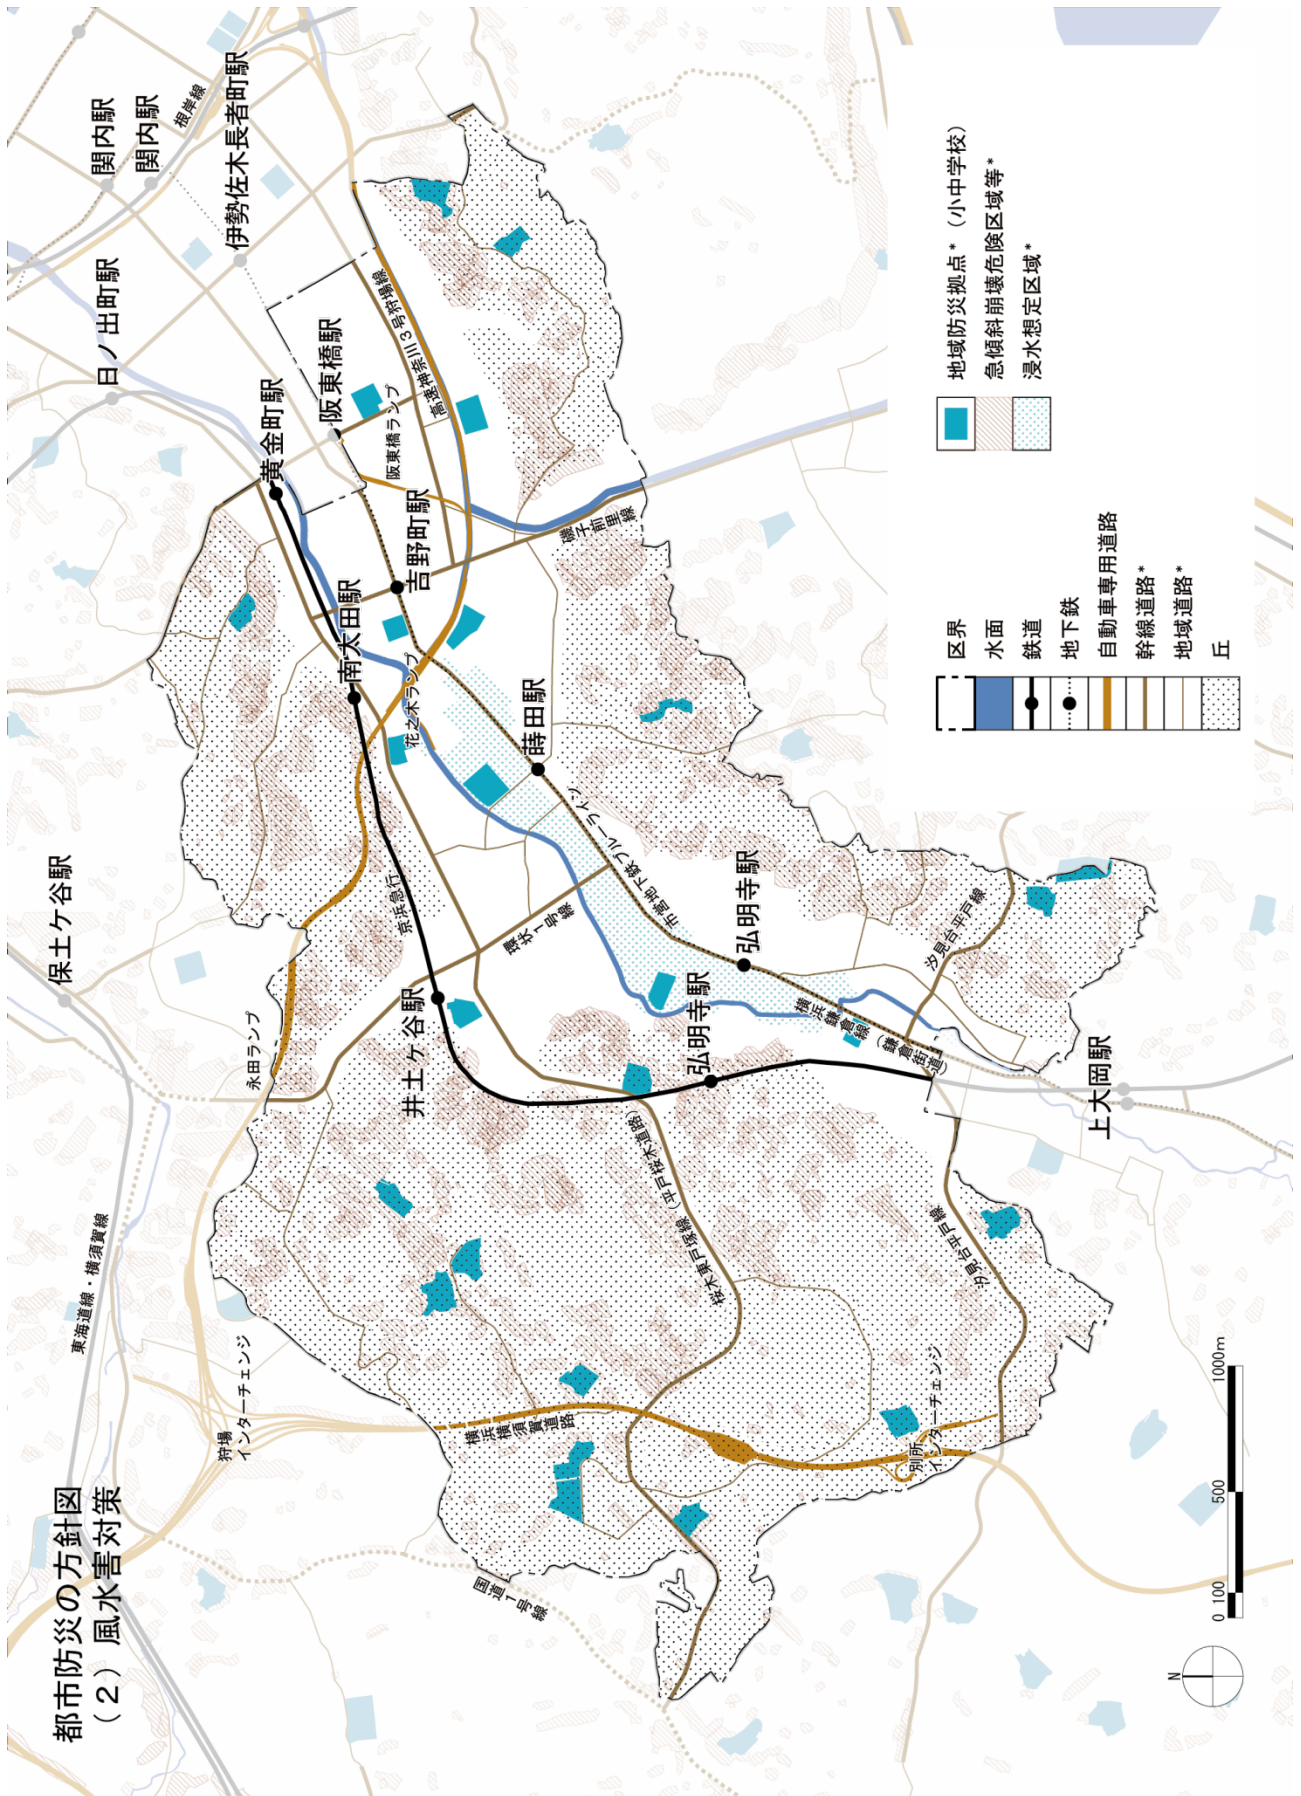 都市防災の方針図
（２）風水害対策
保土ケ谷駅
東海道線・横須賀線
狩場
インターチェンジ
永田ランプ
日ノ出町駅
関内駅
関内駅
根岸線
伊勢佐木長者町駅
黄金町駅
阪東橋駅
阪東橋ランプ
高速神奈川３号狩場線
南太田駅
吉野町駅
花之木ランプ
磯子前里線
京浜急行
蒔田駅
井土ケ谷駅
環状１号線
市営地下鉄ブルーライン
弘明寺駅
弘明寺駅
横浜鎌倉線
（鎌倉街道）
汐見台平戸線
上大岡駅
桜木東戸塚線（平戸桜木道路）
汐見台平戸線
横浜横須賀道路
別所
インターチェンジ
国道１号線
区界
水面
鉄道
地下鉄
自動車専用道路
幹線道路*
地域道路*
丘
地域防災拠点*（小中学校）
急傾斜崩壊危険区域等*
浸水想定区域*
N
0 100 500 1000m